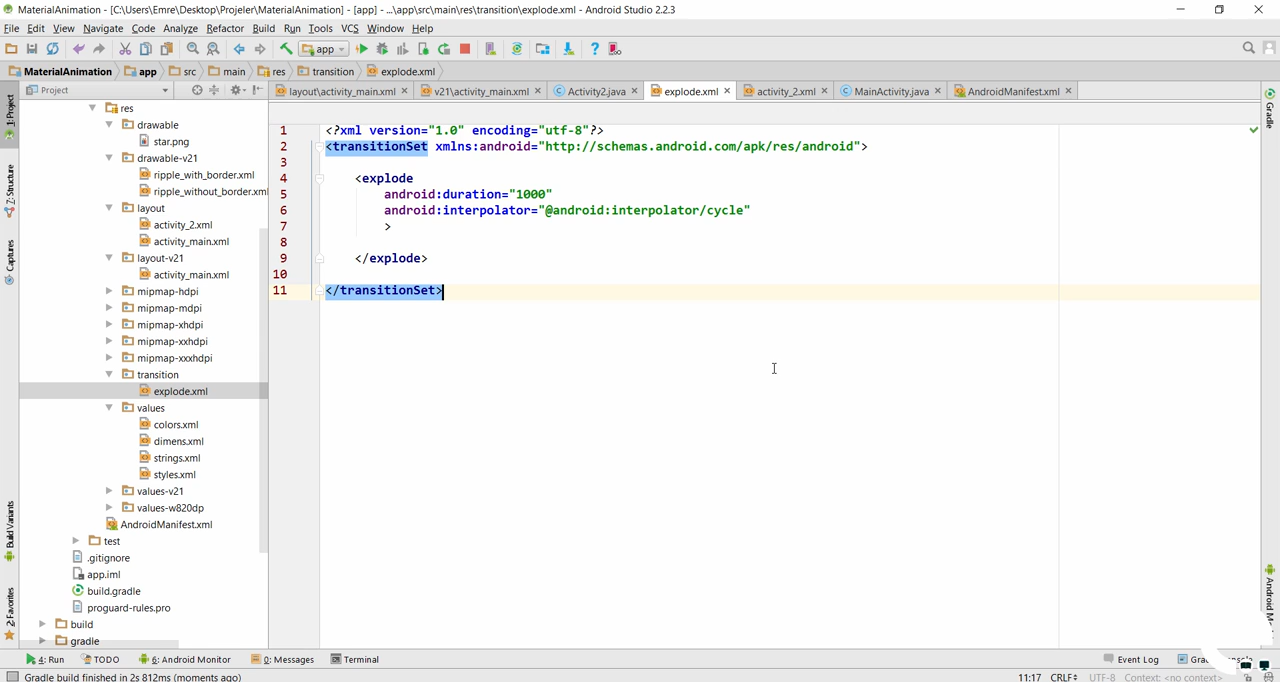 MaterialAnimation - [C:\Users\Emre\Desktop\Projeler\MaterialAnimation] - [app] - ...\app\src\main\res\transition\explode.xml - Android Studio 2.2.3
File Edit View Navigate Code Analyze Refactor Build Run Tools VCS Window Help
app
MaterialAnimation app src main res transition explode.xml
Project layout\activity_main.xml v21\activity_main.xml Activity2.java explode.xml activity_2.xml MainActivity.java AndroidManifest.xml
1: Project
Z: Structure
Captures
Build Variants
2: Favorites
res
drawable
star.png
drawable-v21
ripple_with_border.xml
ripple_without_border.xml
layout
activity_2.xml
activity_main.xml
layout-v21
activity_main.xml
mipmap-hdpi
mipmap-mdpi
mipmap-xhdpi
mipmap-xxhdpi
mipmap-xxxhdpi
transition
explode.xml
values
colors.xml
dimens.xml
strings.xml
styles.xml
values-v21
values-w820dp
AndroidManifest.xml
test
.gitignore
app.iml
build.gradle
proguard-rules.pro
build
gradle
1 <?xml version="1.0" encoding="utf-8"?>
2 <transitionSet xmlns:android="http://schemas.android.com/apk/res/android">
3
4 <explode
5 android:duration="1000"
6 android:interpolator="@android:interpolator/cycle"
7 >
8
9 </explode>
10
11 </transitionSet>
Gradle
4: Run TODO 6: Android Monitor 0: Messages Terminal Event Log
Gradle build finished in 2s 812ms (moments ago) 11:17 CRLF UTF-8 Context: <no context>